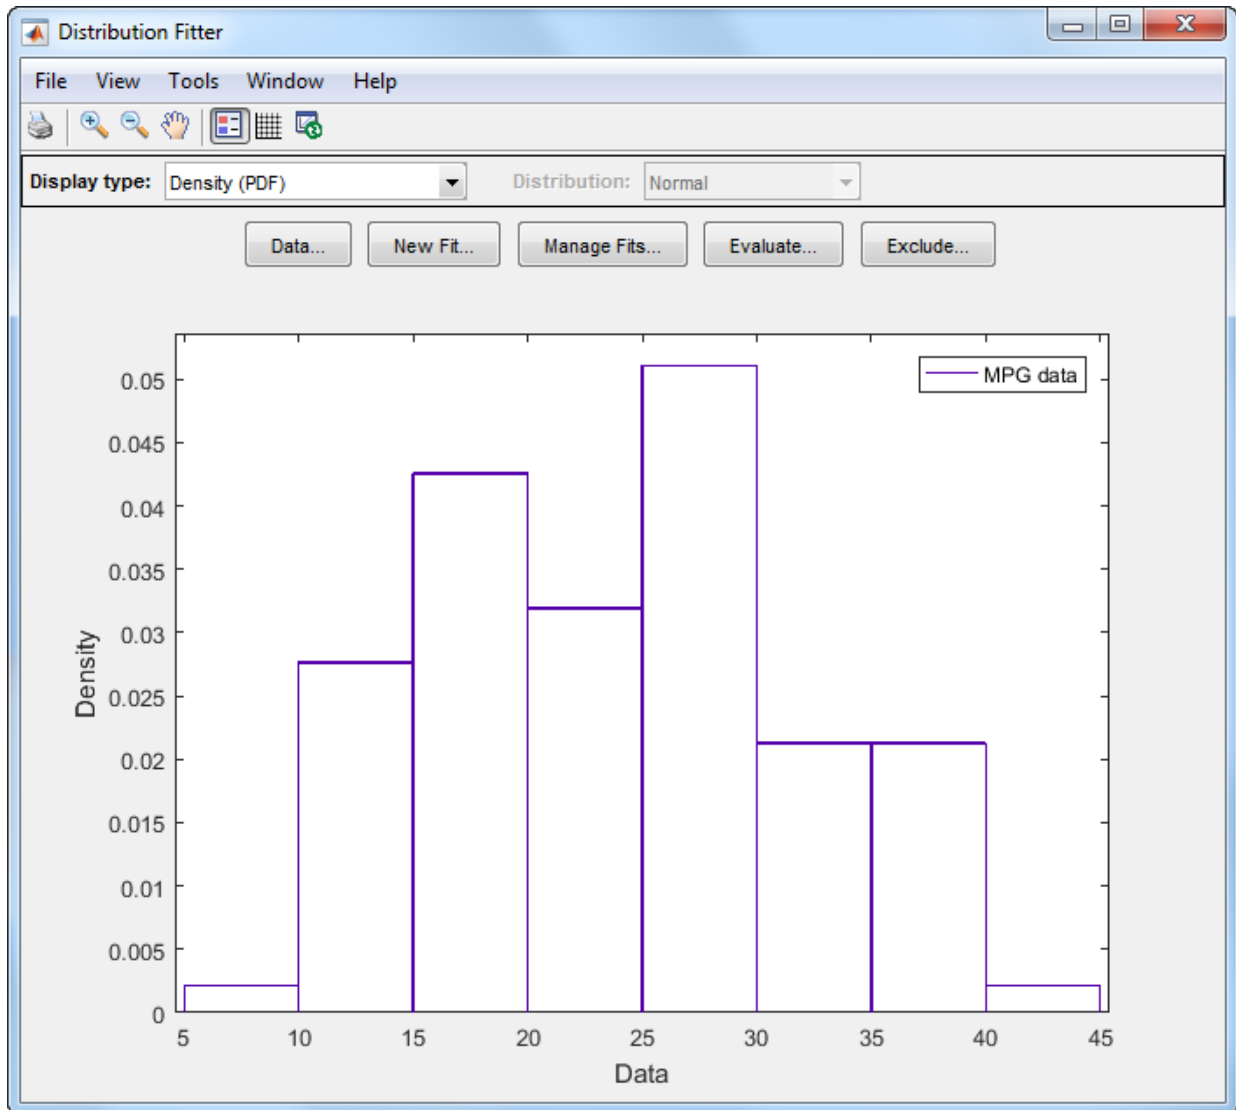 Distribution Fitter
File View Tools Window Help
Display type: Density (PDF) Distribution: Normal
Data... New Fit... Manage Fits... Evaluate... Exclude...
MPG data
0.05
0.045
0.04
0.035
0.03
0.025
0.02
0.015
0.01
0.005
0
Density
5 10 15 20 25 30 35 40 45
Data